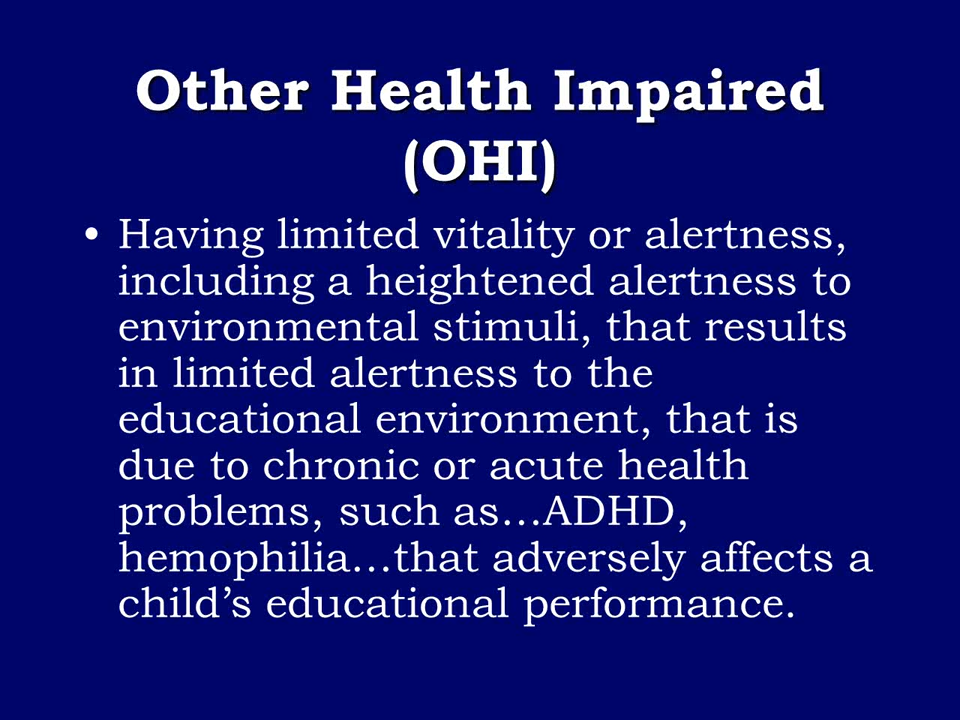 Other Health Impaired
(OHI)
• Having limited vitality or alertness,
including a heightened alertness to
environmental stimuli, that results
in limited alertness to the
educational environment, that is
due to chronic or acute health
problems, such as…ADHD,
hemophilia…that adversely affects a
child’s educational performance.